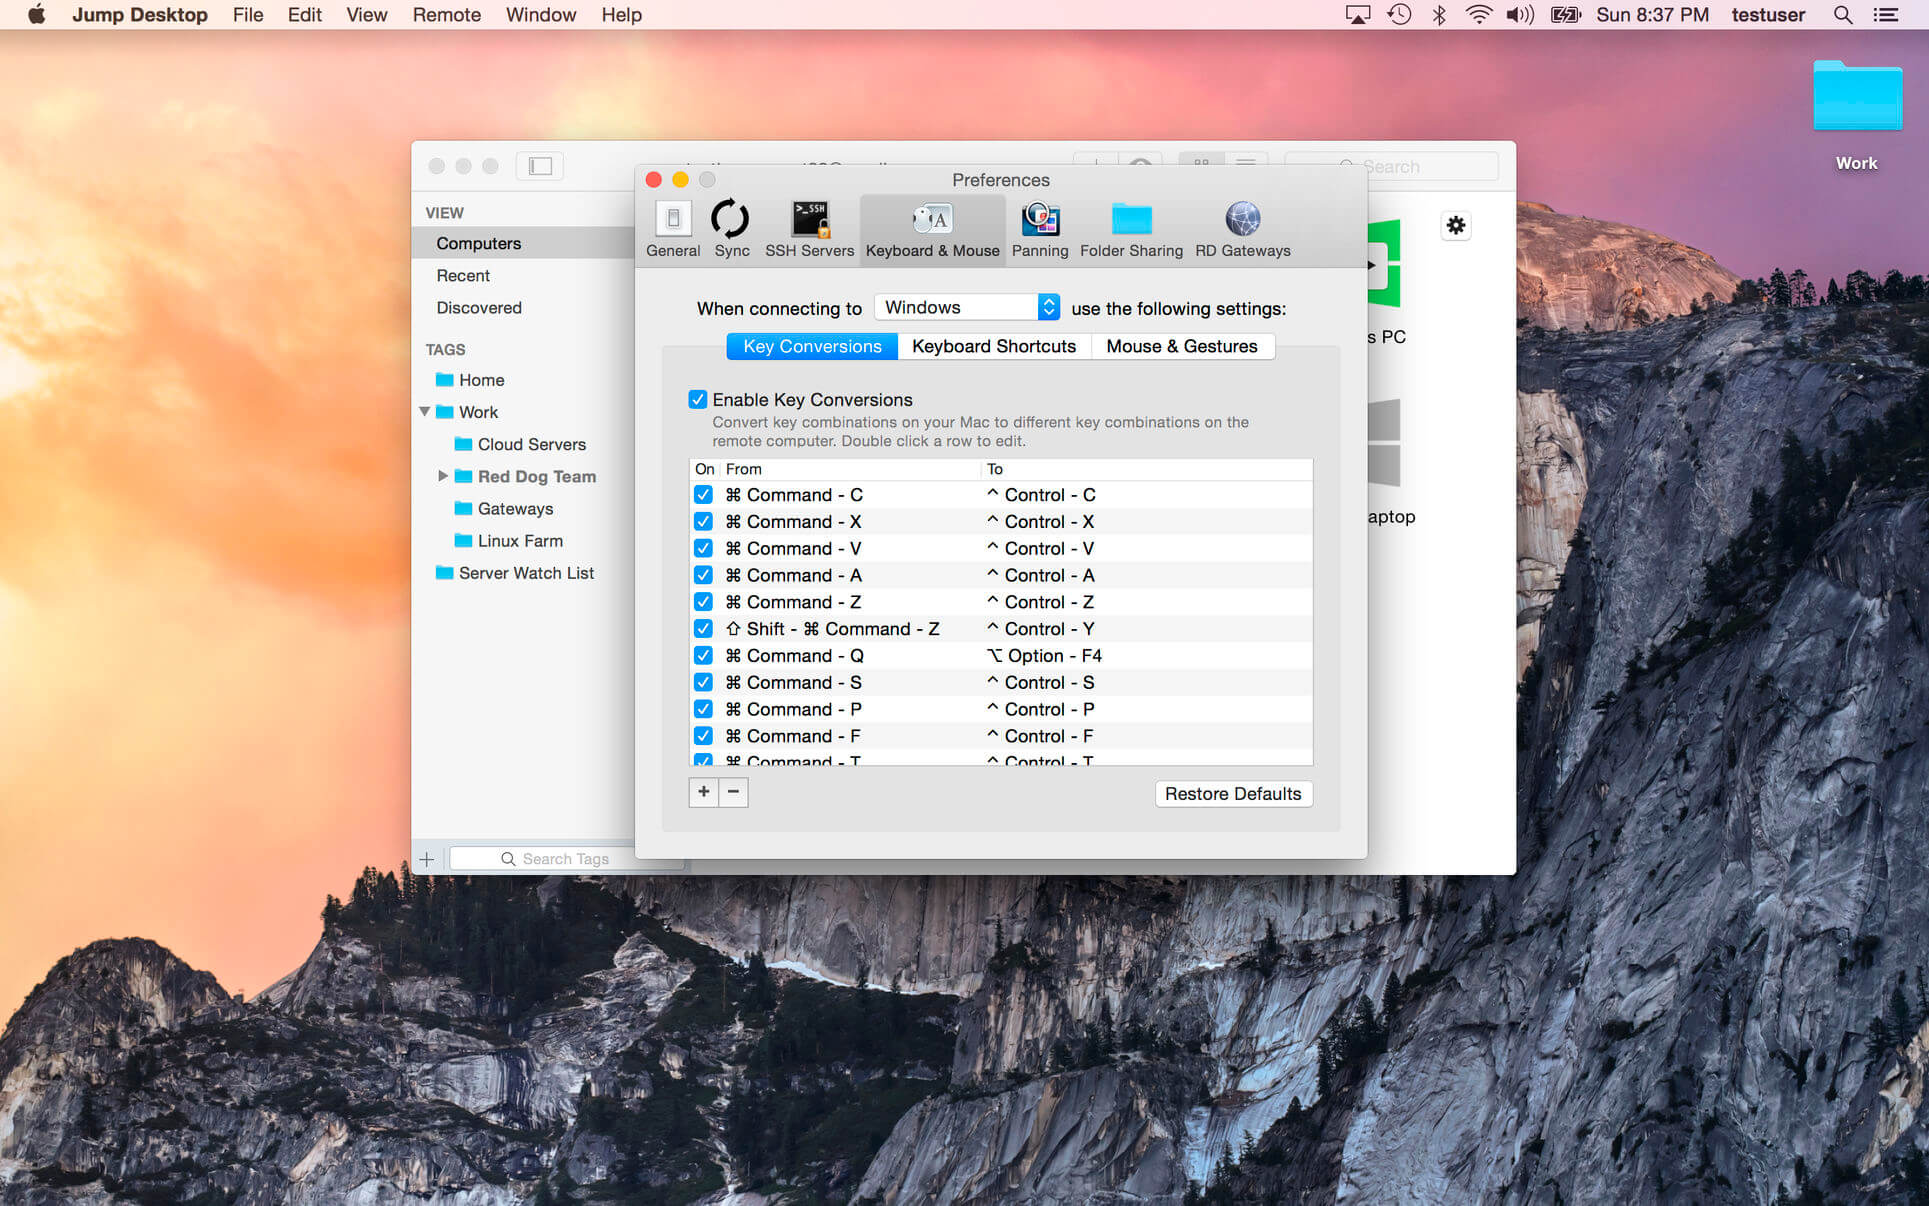 Jump Desktop File Edit View Remote Window Help Sun 8:37 PM testuser
Work
Search
Preferences
>_SSH
A
General Sync SSH Servers Keyboard & Mouse Panning Folder Sharing RD Gateways
VIEW
Computers
Recent
Discovered
TAGS
Home
Work
Cloud Servers
Red Dog Team
Gateways
Linux Farm
Server Watch List
Search Tags
When connecting to Windows use the following settings:
Key Conversions Keyboard Shortcuts Mouse & Gestures
Enable Key Conversions
Convert key combinations on your Mac to different key combinations on the
remote computer. Double click a row to edit.
On From To
⌘ Command - C ^ Control - C
⌘ Command - X ^ Control - X
⌘ Command - V ^ Control - V
⌘ Command - A ^ Control - A
⌘ Command - Z ^ Control - Z
⇧ Shift - ⌘ Command - Z ^ Control - Y
⌘ Command - Q ⌥ Option - F4
⌘ Command - S ^ Control - S
⌘ Command - P ^ Control - P
⌘ Command - F ^ Control - F
⌘ Command - T ^ Control - T
+ −
Restore Defaults
s PC
aptop